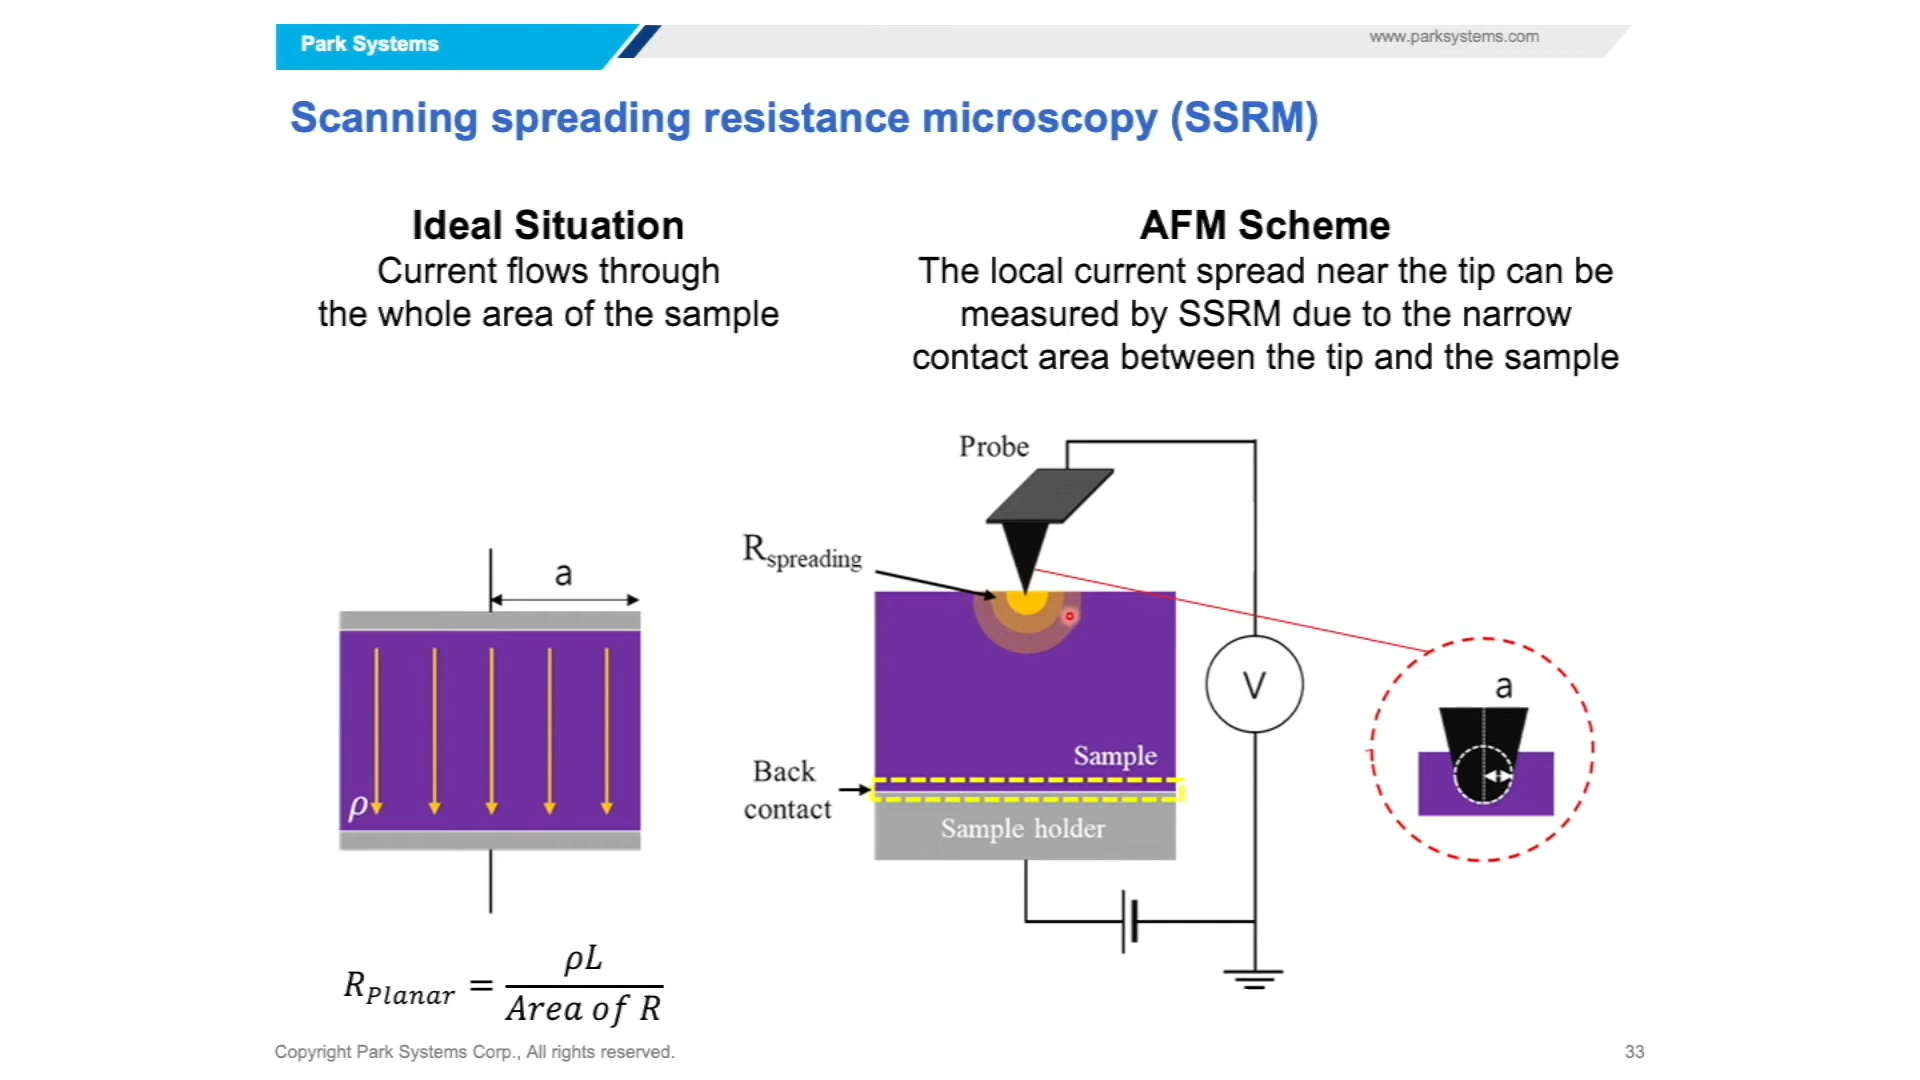 Park Systems
www.parksystems.com
Scanning spreading resistance microscopy (SSRM)
Ideal Situation
Current flows through
the whole area of the sample
AFM Scheme
The local current spread near the tip can be
measured by SSRM due to the narrow
contact area between the tip and the sample
a
ρ
R_Planar = ρL / Area of R
Probe
R_spreading
V
Sample
Back
contact
Sample holder
a
Copyright Park Systems Corp., All rights reserved.
33